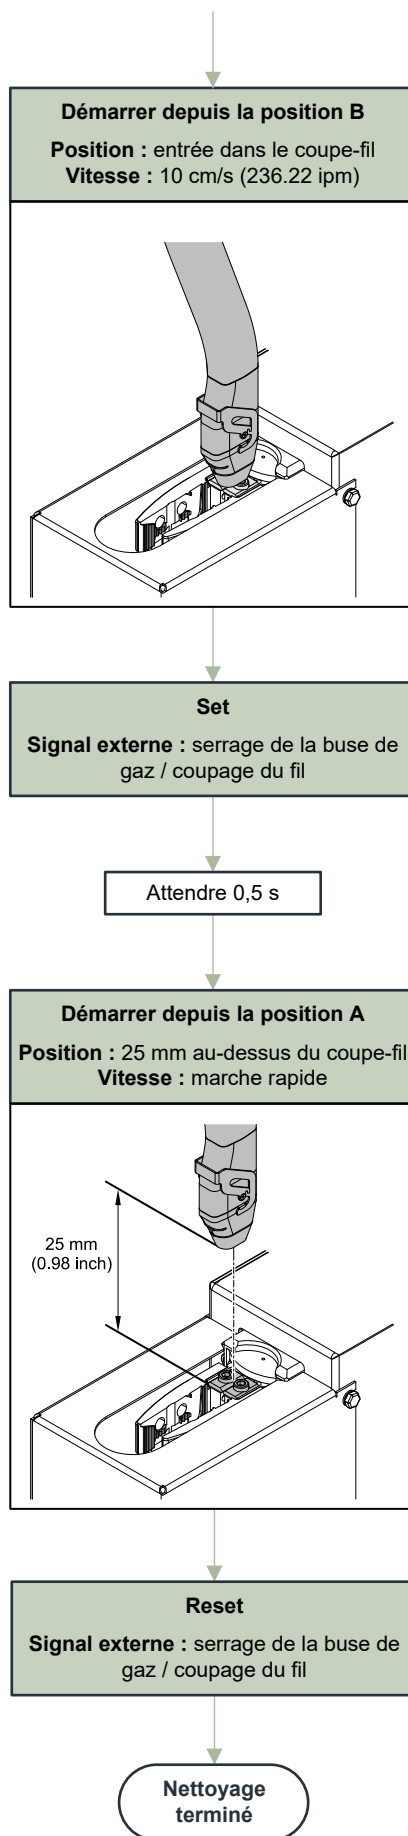 Démarrer depuis la position B
Position : entrée dans le coupe-fil
Vitesse : 10 cm/s (236.22 ipm)
Set
Signal externe : serrage de la buse de
gaz / coupage du fil
Attendre 0,5 s
Démarrer depuis la position A
Position : 25 mm au-dessus du coupe-fil
Vitesse : marche rapide
25 mm
(0.98 inch)
Reset
Signal externe : serrage de la buse de
gaz / coupage du fil
Nettoyage
terminé